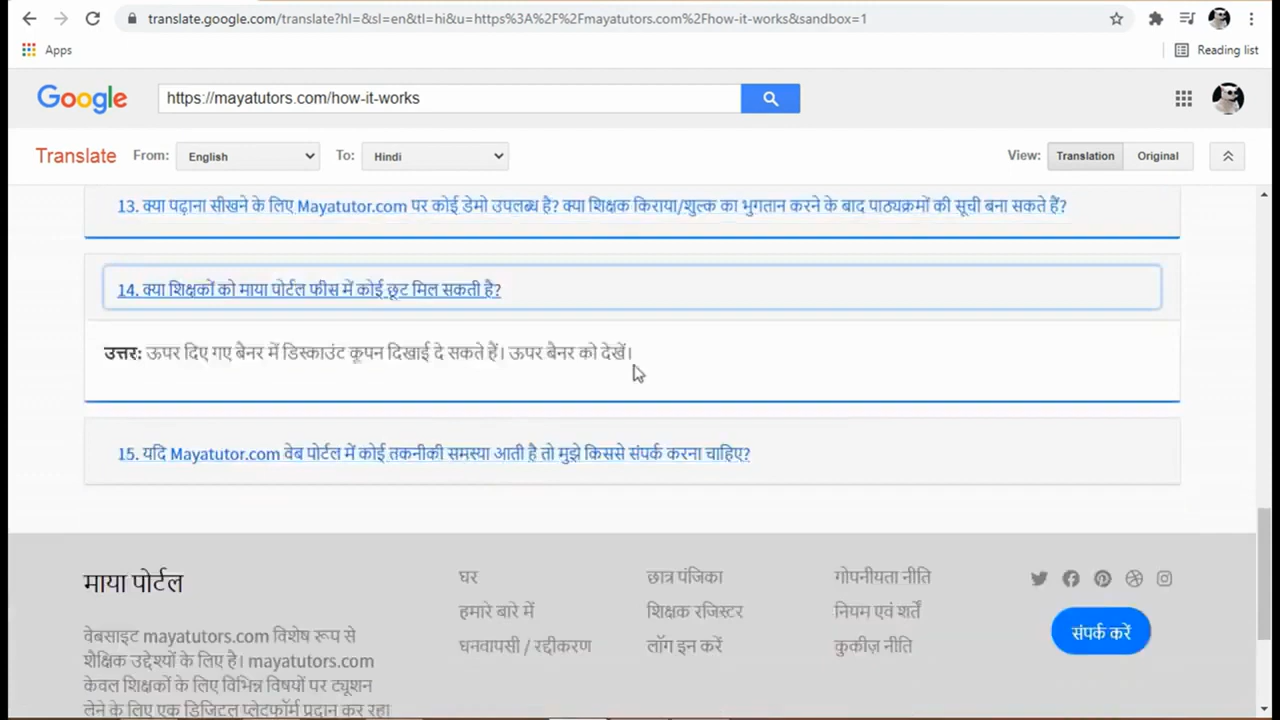 translate.google.com/translate?hl=&sl=en&tl=hi&u=https%3A%2F%2Fmayatutors.com%2Fhow-it-works&sandbox=1
Apps
Reading list
Google
https://mayatutors.com/how-it-works
Translate From: English To: Hindi View: Translation Original
13. क्या पढ़ाना सीखने के लिए Mayatutor.com पर कोई डेमो उपलब्ध है? क्या शिक्षक किराया/शुल्क का भुगतान करने के बाद पाठ्यक्रमों की सूची बना सकते हैं?
14. क्या शिक्षकों को माया पोर्टल फीस में कोई छूट मिल सकती है?
उत्तर: ऊपर दिए गए बैनर में डिस्काउंट कूपन दिखाई दे सकते हैं। ऊपर बैनर को देखें।
15. यदि Mayatutor.com वेब पोर्टल में कोई तकनीकी समस्या आती है तो मुझे किससे संपर्क करना चाहिए?
माया पोर्टल
वेबसाइट mayatutors.com विशेष रूप से
शैक्षिक उद्देश्यों के लिए है। mayatutors.com
केवल शिक्षकों के लिए विभिन्न विषयों पर ट्यूशन
लेने के लिए एक डिजिटल प्लेटफॉर्म प्रदान कर रहा
घर
हमारे बारे में
धनवापसी / रद्दीकरण
छात्र पंजिका
शिक्षक रजिस्टर
लॉग इन करें
गोपनीयता नीति
नियम एवं शर्तें
कुकीज़ नीति
संपर्क करें